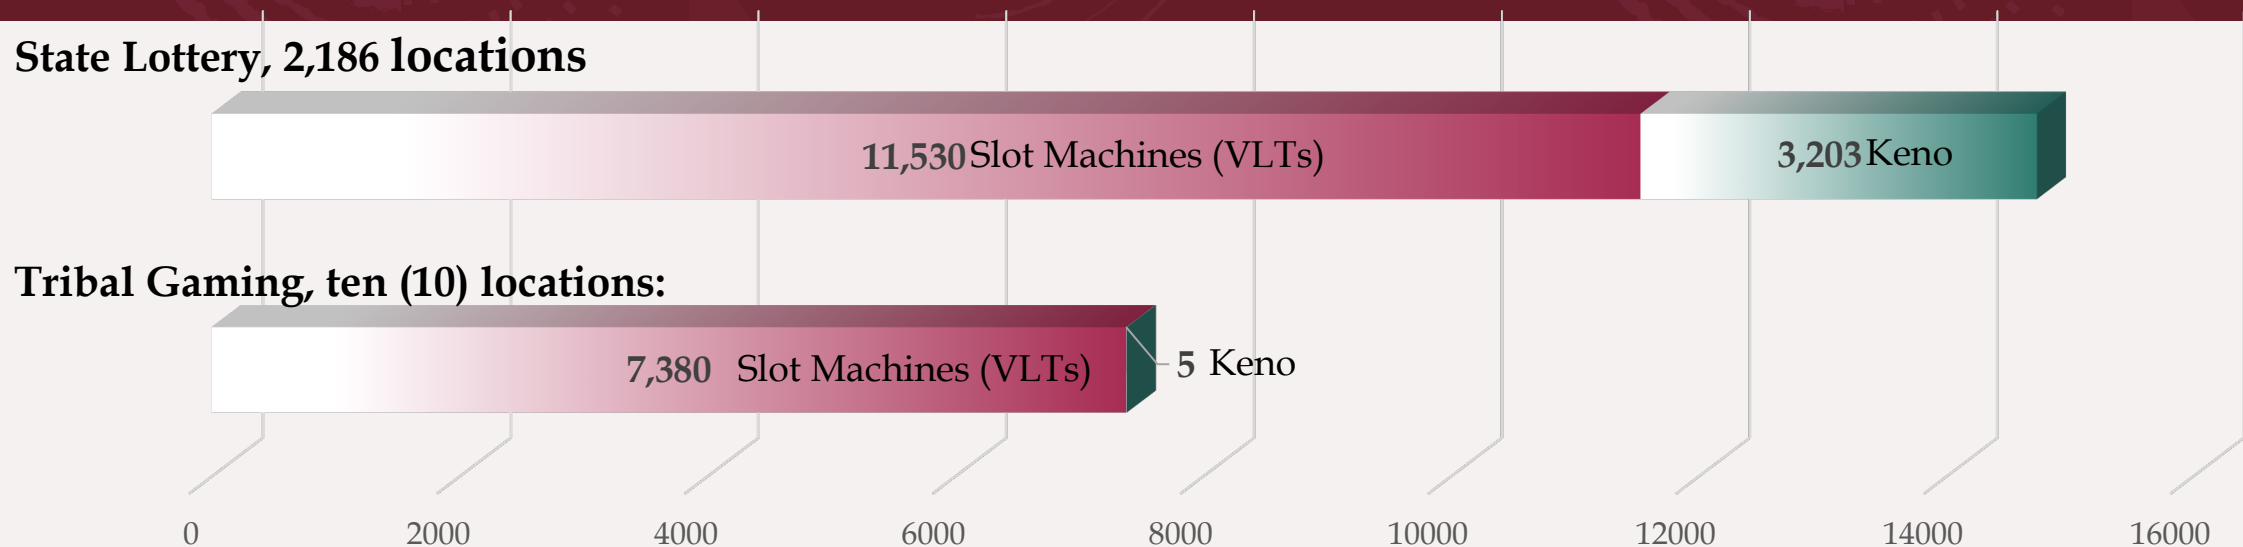 State Lottery, 2,186 locations
11,530 Slot Machines (VLTs) 3,203 Keno
Tribal Gaming, ten (10) locations:
7,380 Slot Machines (VLTs) 5 Keno
0 2000 4000 6000 8000 10000 12000 14000 16000